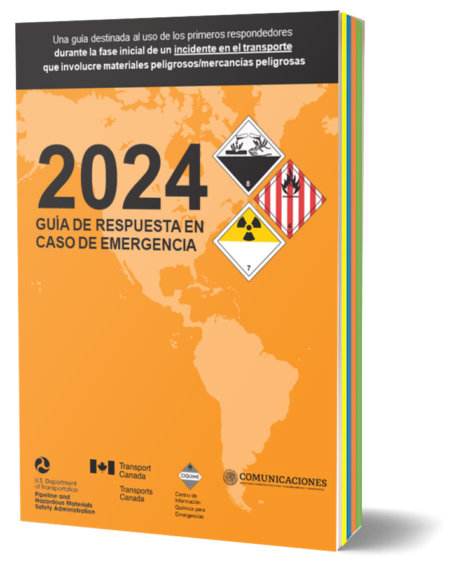 Una guía destinada al uso de los primeros respondedores
durante la fase inicial de un incidente en el transporte
que involucre materiales peligrosos/mercancias peligrosas
2024
GUÍA DE RESPUESTA EN
CASO DE EMERGENCIA
8
7
U.S. Department
of Transportation
Pipeline and
Hazardous Materials
Safety Administration
Transport
Canada
Transports
Canada
CIQUIME
Centro de
Información
Química para
Emergencias
COMUNICACIONES